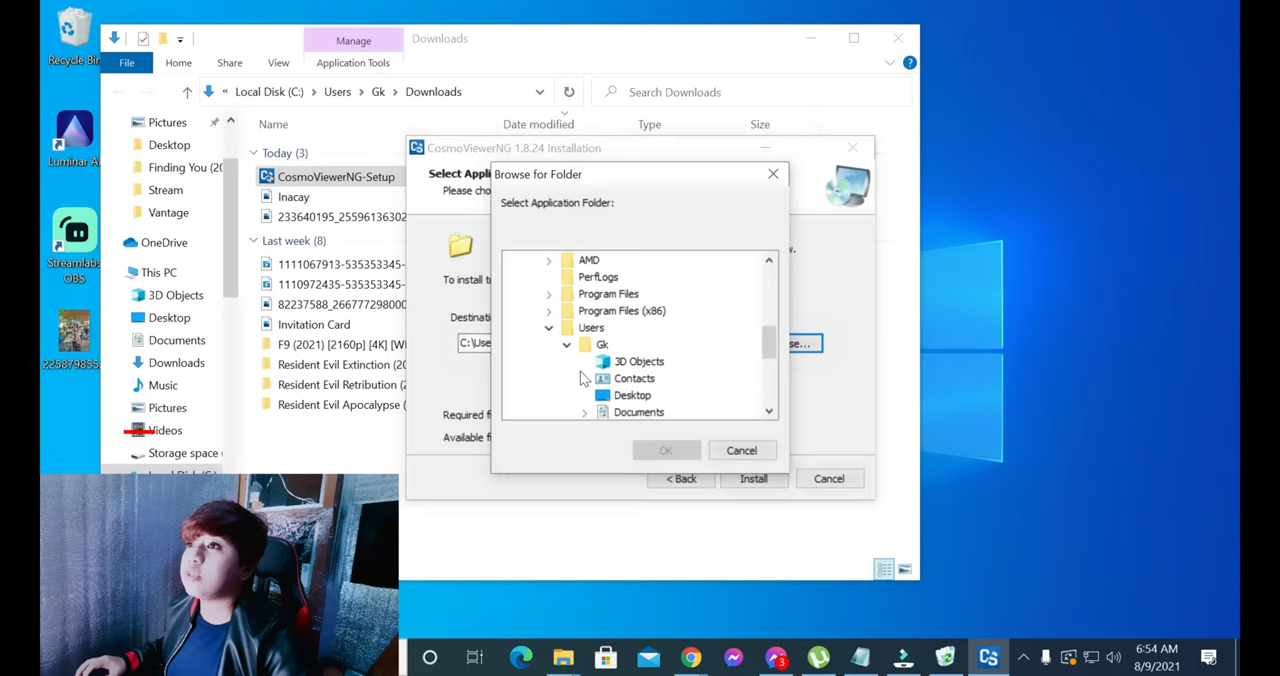 Recycle Bin
Luminar AI
Streamlabs
OBS
225879855...
Manage
Downloads
File
Home
Share
View
Application Tools
« Local Disk (C:) > Users > Gk > Downloads
Search Downloads
Name
Date modified
Type
Size
Pictures
Desktop
Finding You (20
Stream
Vantage
OneDrive
This PC
3D Objects
Desktop
Documents
Downloads
Music
Pictures
Videos
Storage space
Today (3)
CosmoViewerNG-Setup
Inacay
233640195_25596136302
Last week (8)
1111067913-535353345-
1110972435-535353345-
82237588_266777298000
Invitation Card
F9 (2021) [2160p] [4K] [W
Resident Evil Extinction (20
Resident Evil Retribution (
Resident Evil Apocalypse (
CosmoViewerNG 1.8.24 Installation
Select Appli
Please cho
To install t
Destinati
C:\Use
se...
Required f
Available f
< Back
Install
Cancel
Browse for Folder
Select Application Folder:
AMD
PerfLogs
Program Files
Program Files (x86)
Users
Gk
3D Objects
Contacts
Desktop
Documents
OK
Cancel
3
CS
6:54 AM
8/9/2021